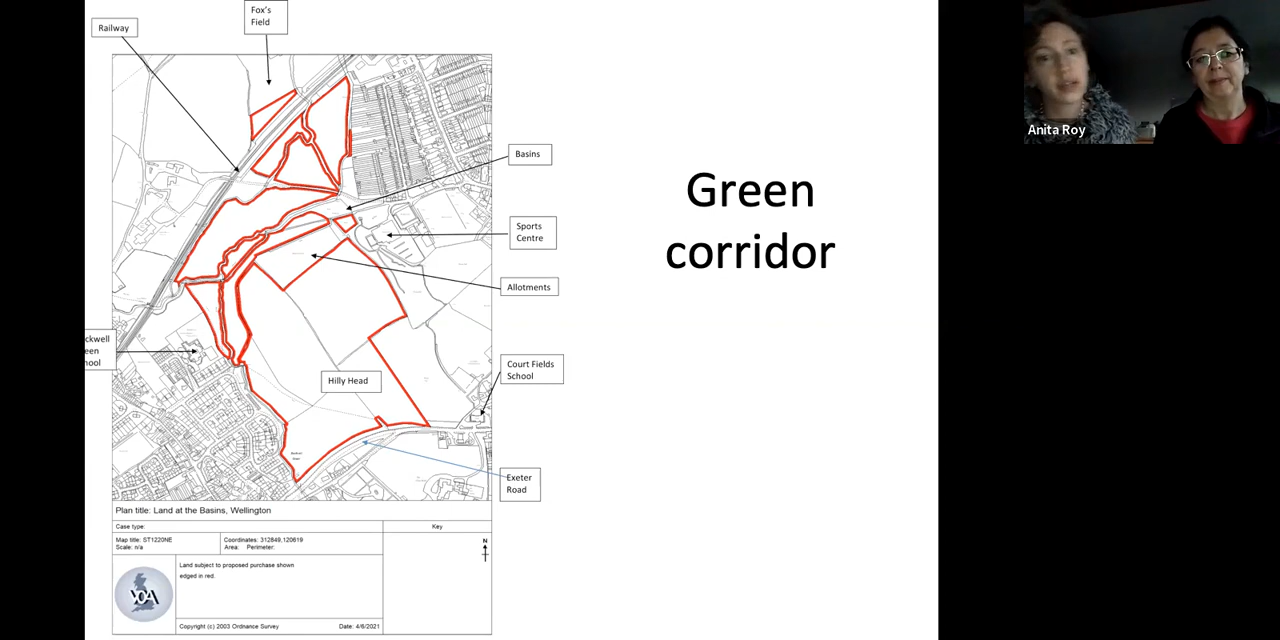 Fox's
Field
Railway
Basins
Sports
Centre
Allotments
ckwell
een
hool
Court Fields
School
Hilly Head
Exeter
Road
Green
corridor
Anita Roy
Plan title: Land at the Basins, Wellington
Case type:
Key
Map title: ST1220NE
Scale: n/a
Coordinates: 312849,120619
Area: Perimeter:
N
Land subject to proposed purchase shown
edged in red.
VOA
Copyright (c) 2003 Ordnance Survey
Date: 4/6/2021